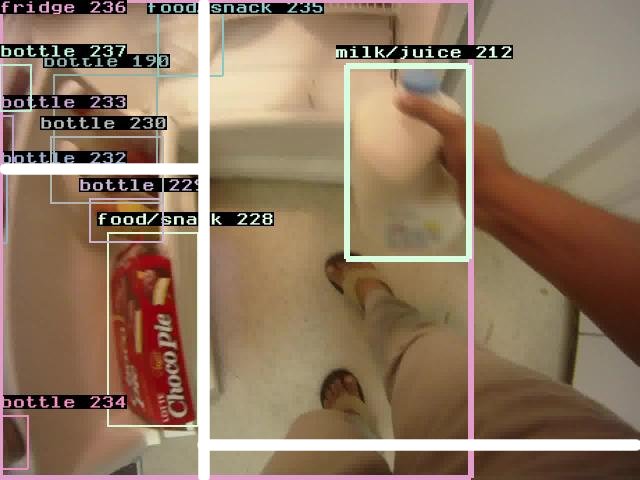 fridge 236
food/snack 235
milk/juice 212
bottle 237
bottle 190
bottle 233
bottle 230
bottle 232
bottle 229
food/snack 228
LOTTE
Choco Pie
bottle 234